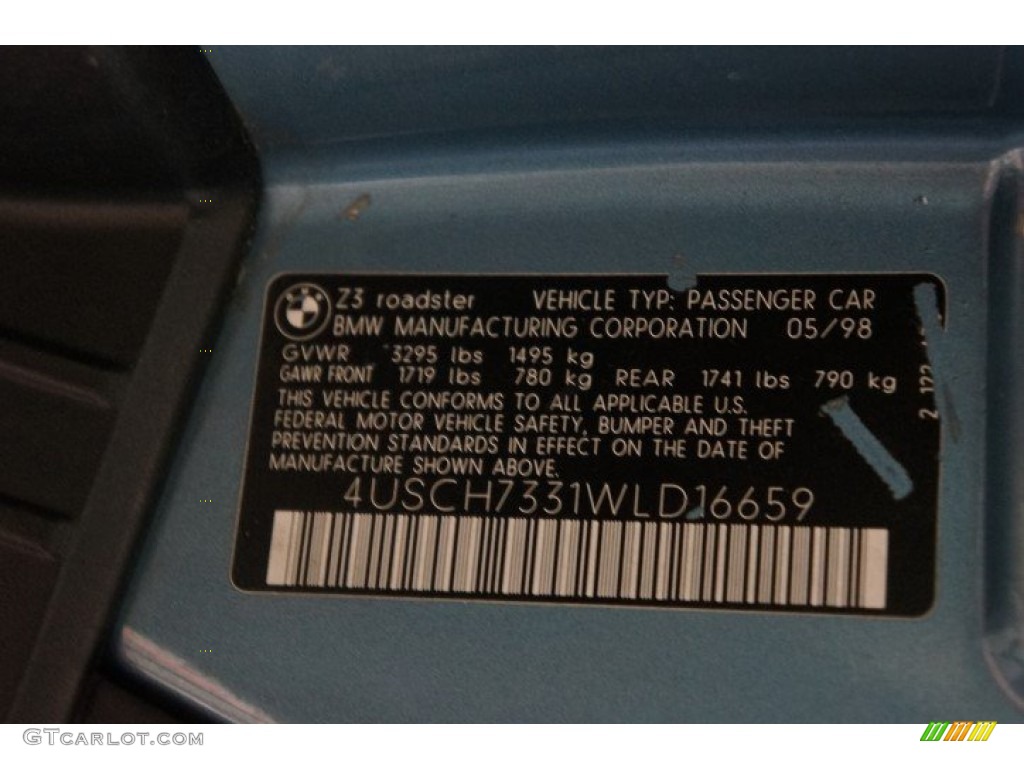 Z3 roadster VEHICLE TYP: PASSENGER CAR
BMW MANUFACTURING CORPORATION 05/98
GVWR 3295 lbs 1495 kg
GAWR FRONT 1719 lbs 780 kg REAR 1741 lbs 790 kg
THIS VEHICLE CONFORMS TO ALL APPLICABLE U.S.
FEDERAL MOTOR VEHICLE SAFETY, BUMPER AND THEFT
PREVENTION STANDARDS IN EFFECT ON THE DATE OF
MANUFACTURE SHOWN ABOVE.
4USCH7331WLD16659
GTCARLOT.COM